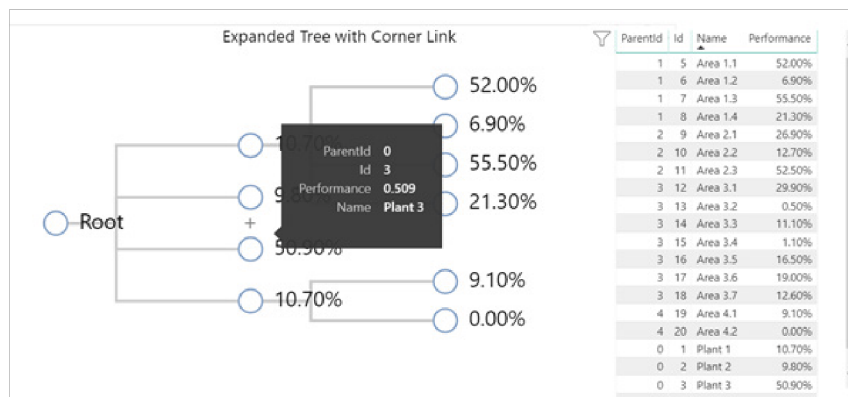 Expanded Tree with Corner Link
52.00%
6.90%
55.50%
21.30%
10.70%
9.80%
Root
50.90%
10.70%
9.10%
0.00%
ParentId 0
Id 3
Performance 0.509
Name Plant 3
ParentId Id Name Performance
1 5 Area 1.1 52.00%
1 6 Area 1.2 6.90%
1 7 Area 1.3 55.50%
1 8 Area 1.4 21.30%
2 9 Area 2.1 26.90%
2 10 Area 2.2 12.70%
2 11 Area 2.3 52.50%
3 12 Area 3.1 29.90%
3 13 Area 3.2 0.50%
3 14 Area 3.3 11.10%
3 15 Area 3.4 1.10%
3 16 Area 3.5 16.50%
3 17 Area 3.6 19.00%
3 18 Area 3.7 12.60%
4 19 Area 4.1 9.10%
4 20 Area 4.2 0.00%
0 1 Plant 1 10.70%
0 2 Plant 2 9.80%
0 3 Plant 3 50.90%